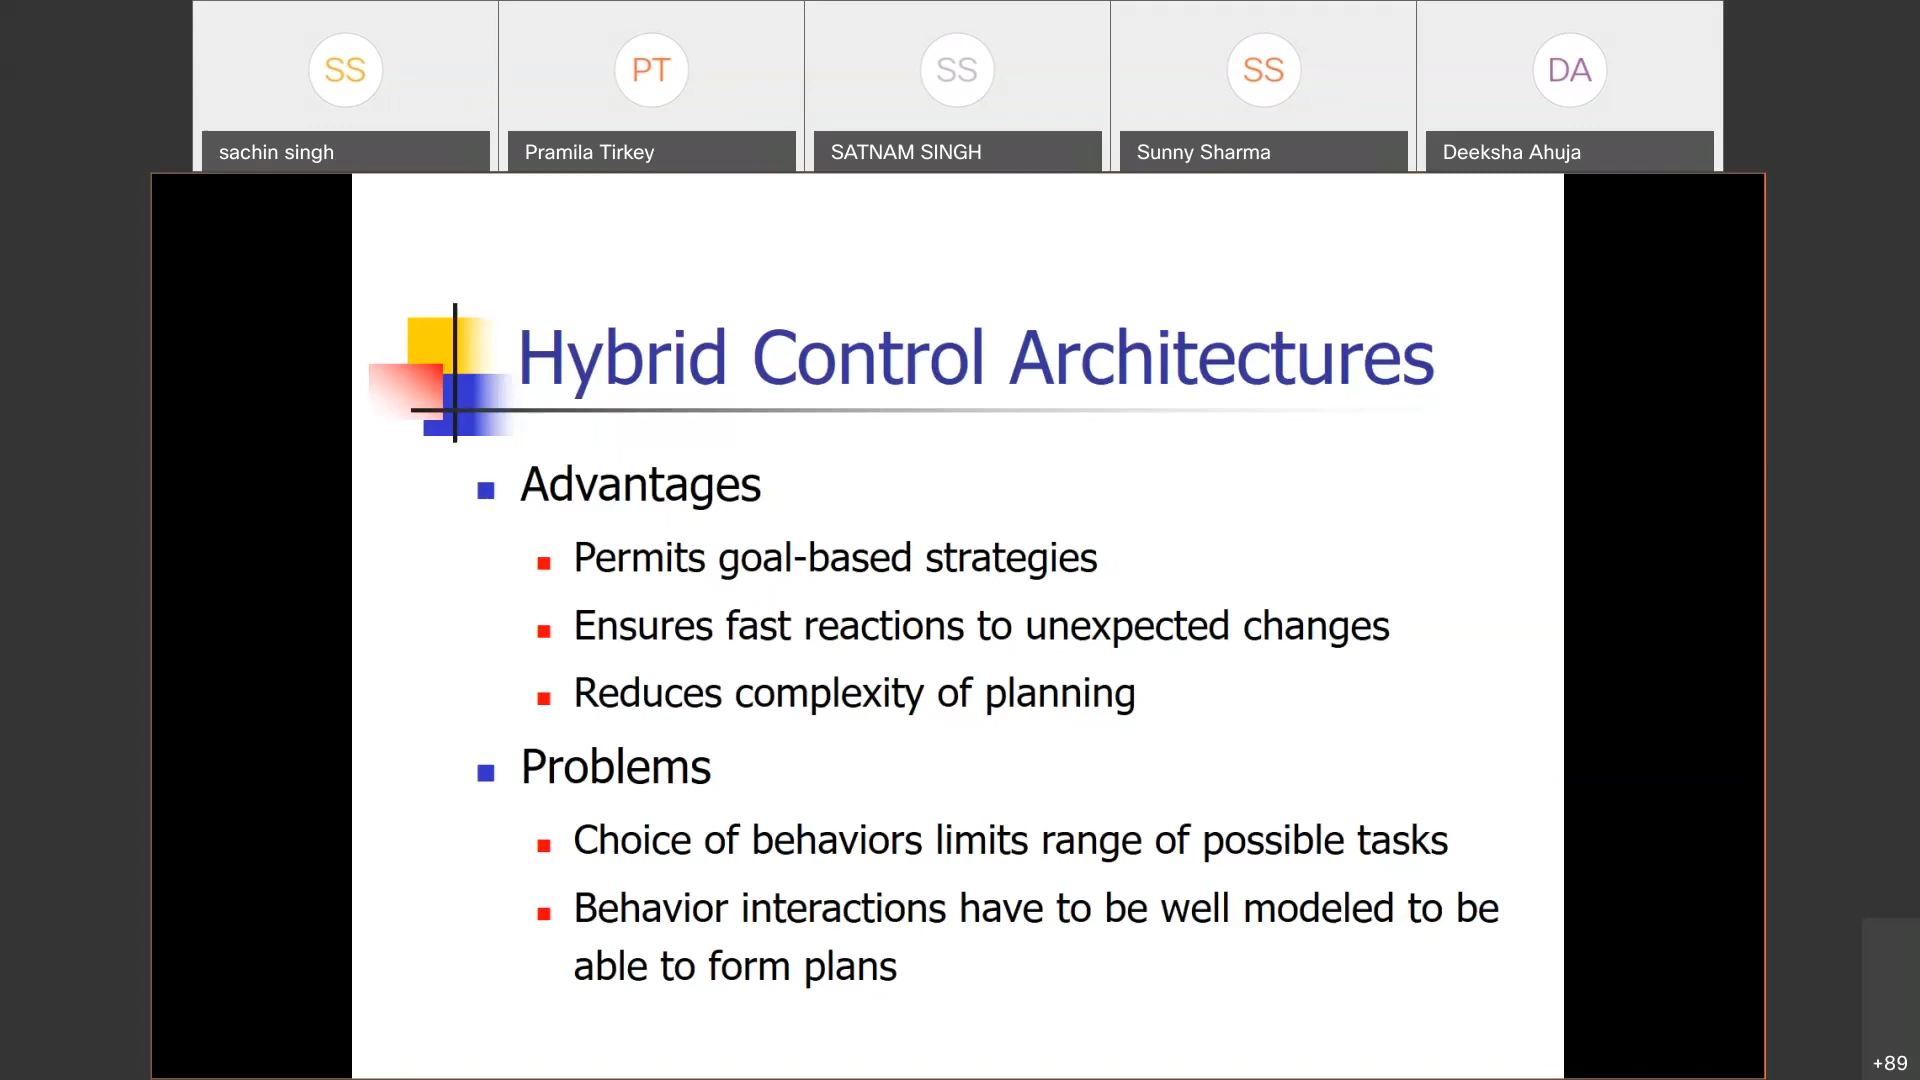 SS
PT
SS
SS
DA
sachin singh
Pramila Tirkey
SATNAM SINGH
Sunny Sharma
Deeksha Ahuja
Hybrid Control Architectures
Advantages
Permits goal-based strategies
Ensures fast reactions to unexpected changes
Reduces complexity of planning
Problems
Choice of behaviors limits range of possible tasks
Behavior interactions have to be well modeled to be
able to form plans
+89